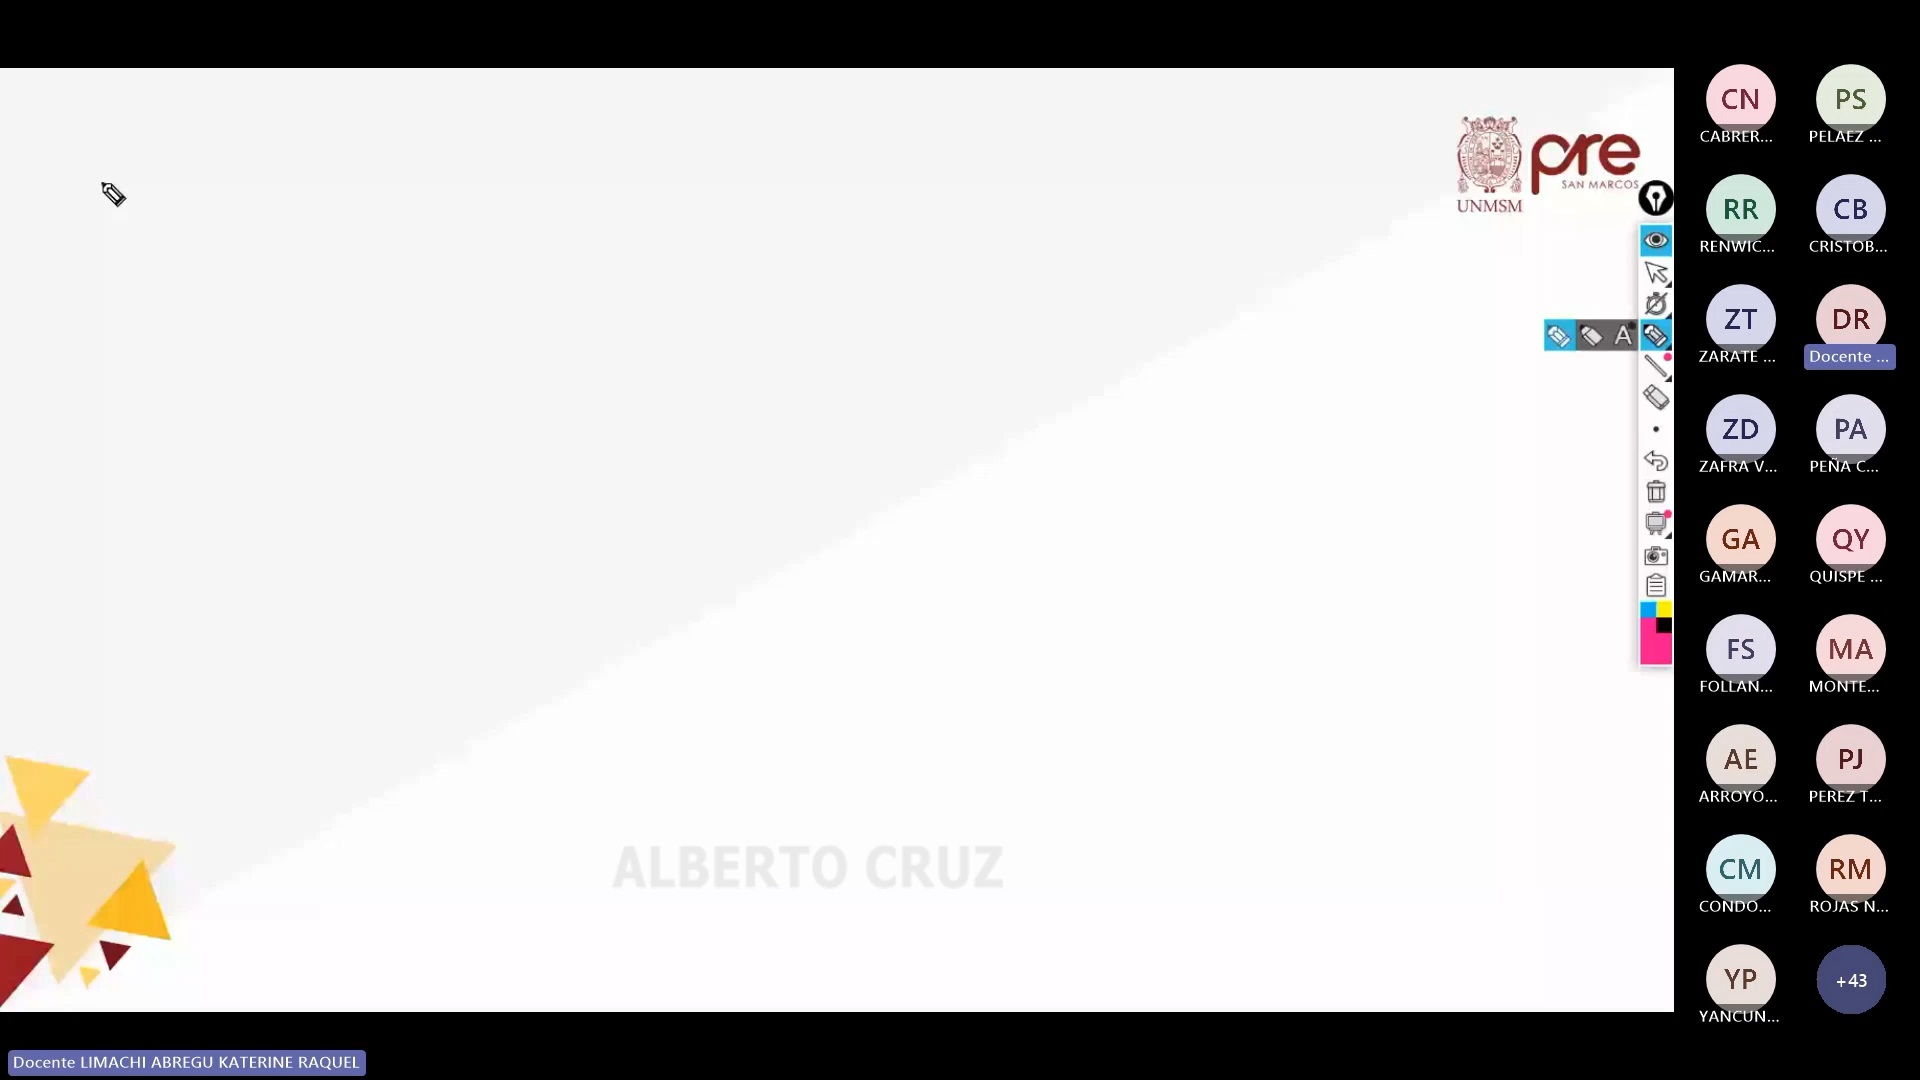 pre
SAN MARCOS
UNMSM
A
ALBERTO CRUZ
CN
CABRER...
PS
PELAEZ ...
RR
RENWIC...
CB
CRISTOB...
ZT
ZARATE ...
DR
Docente ...
ZD
ZAFRA V...
PA
PEÑA C...
GA
GAMAR...
QY
QUISPE ...
FS
FOLLAN...
MA
MONTE...
AE
ARROYO...
PJ
PEREZ T...
CM
CONDO...
RM
ROJAS N...
YP
YANCUN...
+43
Docente LIMACHI ABREGU KATERINE RAQUEL